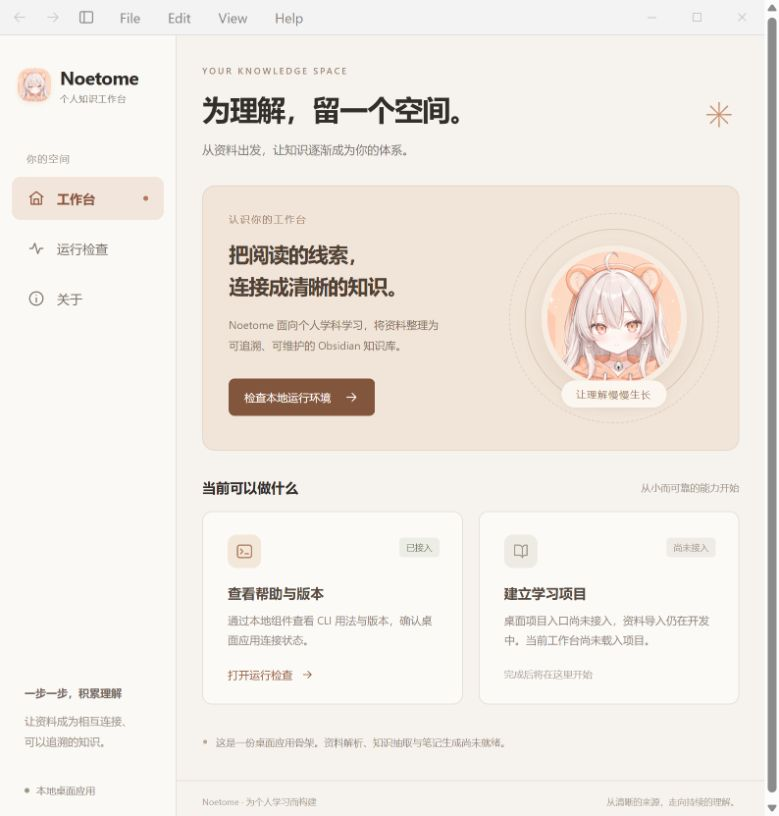 File Edit View Help
Noetome
个人知识工作台
你的空间
工作台
运行检查
关于
一步一步，积累理解
让资料成为相互连接、
可以追溯的知识。
本地桌面应用
YOUR KNOWLEDGE SPACE
为理解，留一个空间。
从资料出发，让知识逐渐成为你的体系。
认识你的工作台
把阅读的线索，
连接成清晰的知识。
Noetome 面向个人学科学习，将资料整理为
可追溯、可维护的 Obsidian 知识库。
检查本地运行环境
让理解慢慢生长
当前可以做什么
从小而可靠的能力开始
已接入
查看帮助与版本
通过本地组件查看 CLI 用法与版本，确认桌
面应用连接状态。
打开运行检查
尚未接入
建立学习项目
桌面项目入口尚未接入，资料导入仍在开发
中。当前工作台尚未载入项目。
完成后将在这里开始
这是一份桌面应用骨架。资料解析、知识抽取与笔记生成尚未就绪。
Noetome · 为个人学习而构建
从清晰的来源，走向持续的理解。